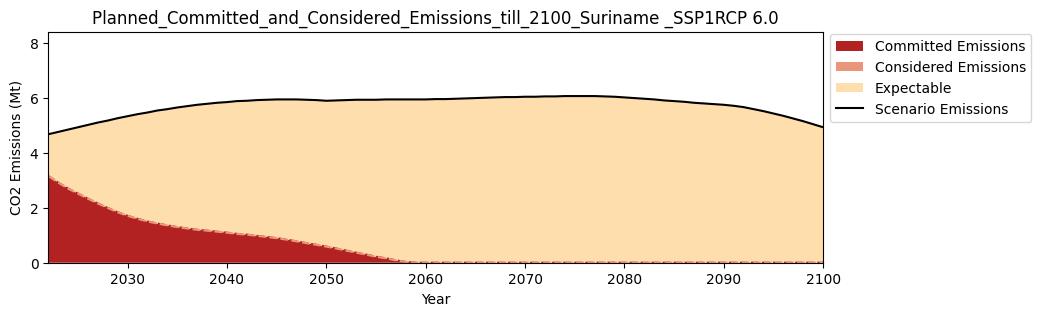 Planned_Committed_and_Considered_Emissions_till_2100_Suriname _SSP1RCP 6.0
CO2 Emissions (Mt)
8
6
4
2
0
2030 2040 2050 2060 2070 2080 2090 2100
Year
Committed Emissions
Considered Emissions
Expectable
Scenario Emissions